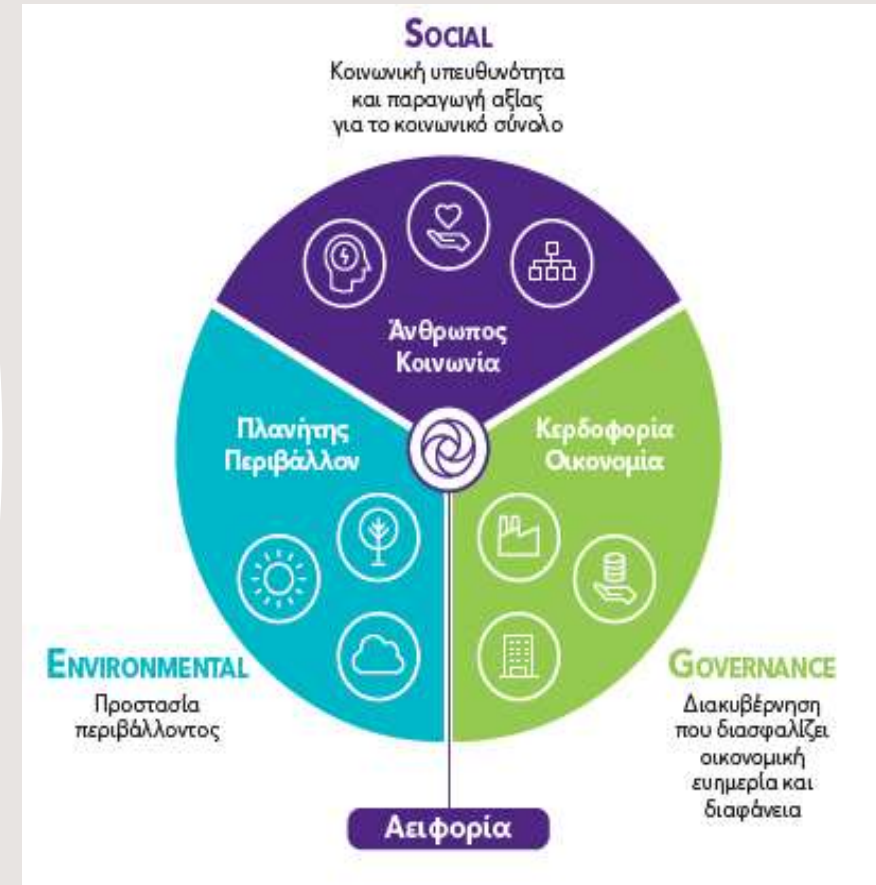 SOCIAL
Κοινωνική υπευθυνότητα
και παραγωγή αξίας
για το κοινωνικό σύνολο
Άνθρωπος
Κοινωνία
Πλανήτης
Περιβάλλον
Κερδοφορία
Οικονομία
ENVIRONMENTAL
Προστασία
περιβάλλοντος
GOVERNANCE
Διακυβέρνηση
που διασφαλίζει
οικονομική
ευημερία και
διαφάνεια
Αειφορία